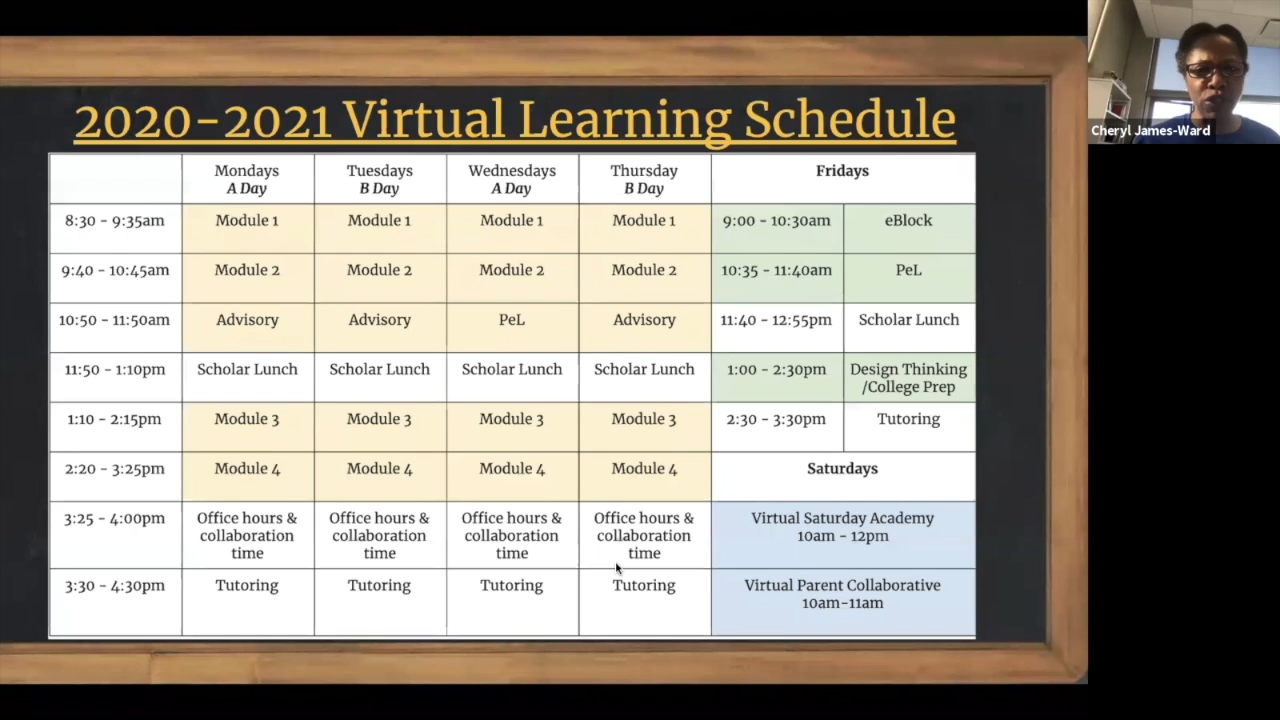 2020-2021 Virtual Learning Schedule
Cheryl James-Ward
Mondays Tuesdays Wednesdays Thursday Fridays
A Day B Day A Day B Day
8:30 - 9:35am Module 1 Module 1 Module 1 Module 1 9:00 - 10:30am eBlock
9:40 - 10:45am Module 2 Module 2 Module 2 Module 2 10:35 - 11:40am PeL
10:50 - 11:50am Advisory Advisory PeL Advisory 11:40 - 12:55pm Scholar Lunch
11:50 - 1:10pm Scholar Lunch Scholar Lunch Scholar Lunch Scholar Lunch 1:00 - 2:30pm Design Thinking
/College Prep
1:10 - 2:15pm Module 3 Module 3 Module 3 Module 3 2:30 - 3:30pm Tutoring
2:20 - 3:25pm Module 4 Module 4 Module 4 Module 4 Saturdays
3:25 - 4:00pm Office hours & Office hours & Office hours & Office hours & Virtual Saturday Academy
collaboration collaboration collaboration collaboration 10am - 12pm
time time time time
3:30 - 4:30pm Tutoring Tutoring Tutoring Tutoring Virtual Parent Collaborative
10am-11am